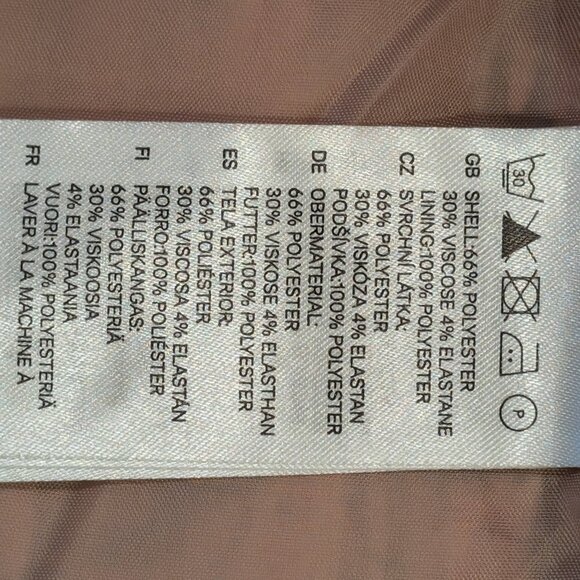 30
P
GB SHELL:66% POLYESTER
30% VISCOSE 4% ELASTANE
LINING:100% POLYESTER
CZ SVRCHNÍ LÁTKA:
66% POLYESTER
30% VISKOZA 4% ELASTAN
PODŠÍVKA:100% POLYESTER
DE OBERMATERIAL:
66% POLYESTER
30% VISKOSE 4% ELASTHAN
FUTTER:100% POLYESTER
ES TELA EXTERIOR:
66% POLIÉSTER
30% VISCOSA 4% ELASTÁN
FORRO:100% POLIÉSTER
FI PÄÄLLISKANGAS:
66% POLYESTERIÄ
30% VISKOOSIA
4% ELASTAANIA
VUORI:100% POLYESTERIÄ
FR LAVER À LA MACHINE À